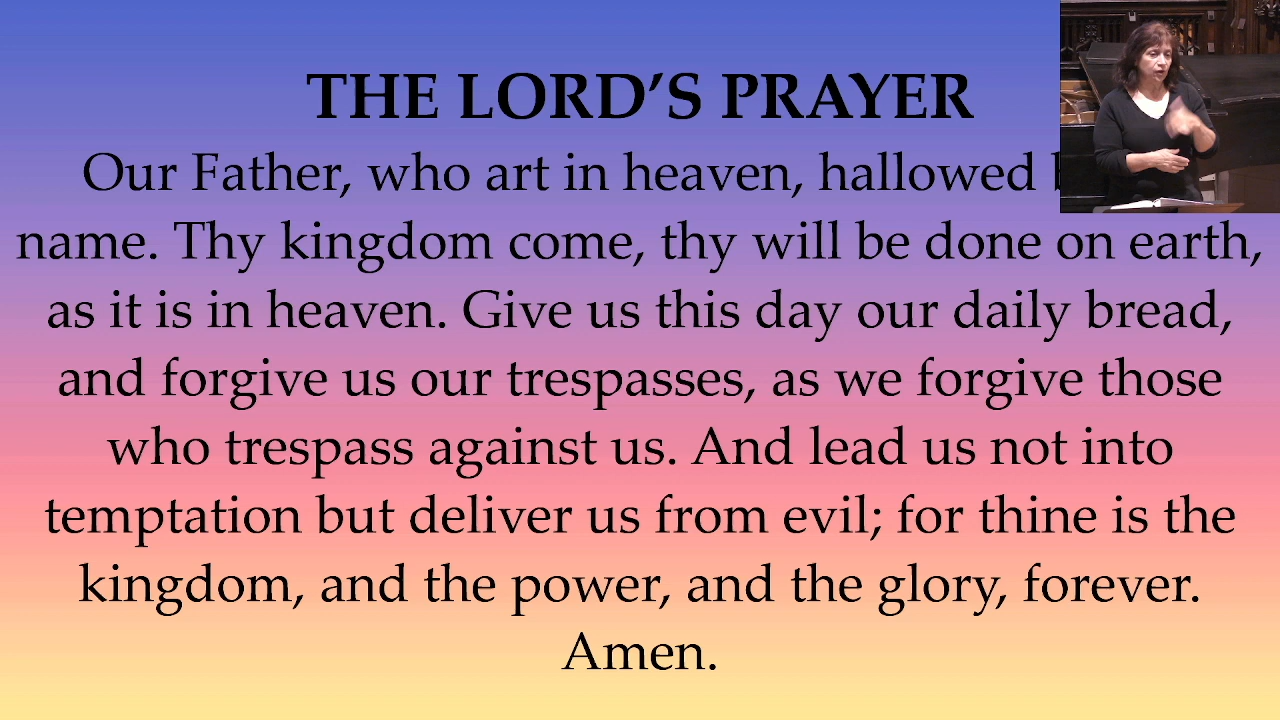 THE LORD’S PRAYER
Our Father, who art in heaven, hallowed
name. Thy kingdom come, thy will be done on earth,
as it is in heaven. Give us this day our daily bread,
and forgive us our trespasses, as we forgive those
who trespass against us. And lead us not into
temptation but deliver us from evil; for thine is the
kingdom, and the power, and the glory, forever.
Amen.